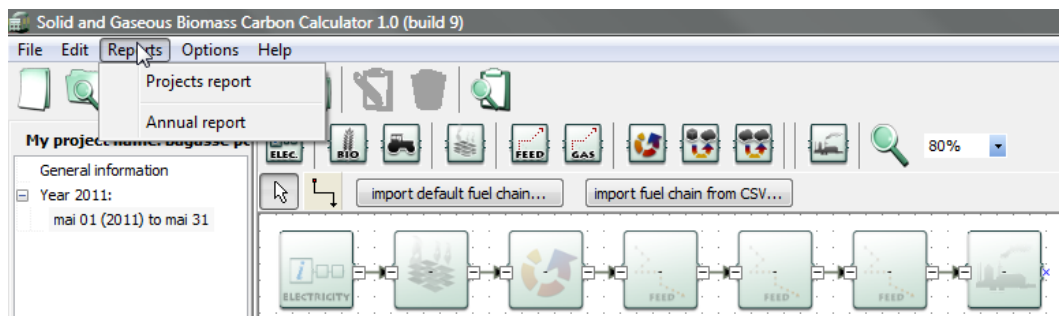 Solid and Gaseous Biomass Carbon Calculator 1.0 (build 9)
File Edit Reports Options Help
Projects report
Annual report
My project name: bagasse
ELEC. BIO FEED GAS 80%
General information
Year 2011:
import default fuel chain... import fuel chain from CSV...
mai 01 (2011) to mai 31
ELECTRICITY FEED FEED FEED